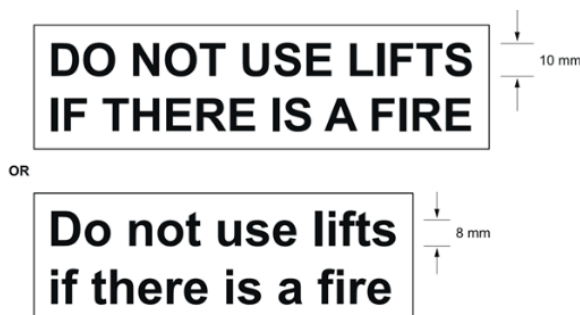 DO NOT USE LIFTS
10 mm
IF THERE IS A FIRE
OR
Do not use lifts
8 mm
if there is a fire